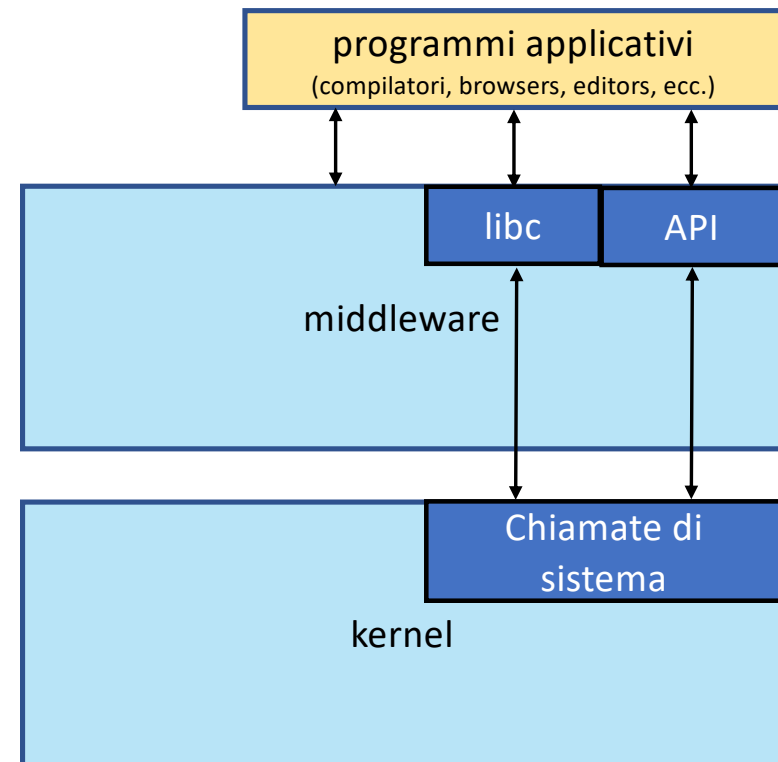 programmi applicativi
(compilatori, browsers, editors, ecc.)
libc
API
middleware
Chiamate di
sistema
kernel